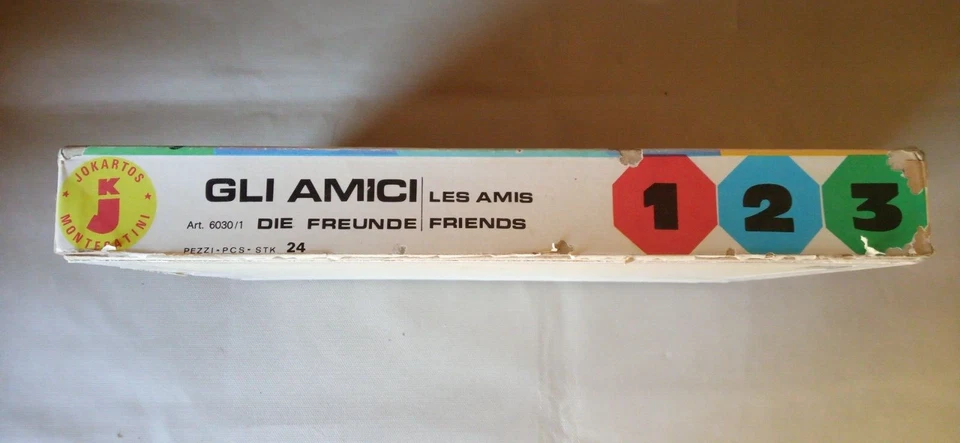 JOKARTOS
KJ
MONTECATINI
GLI AMICI
LES AMIS
Art. 6030/1
DIE FREUNDE
FRIENDS
PEZZI-PCS-STK 24
1 2 3